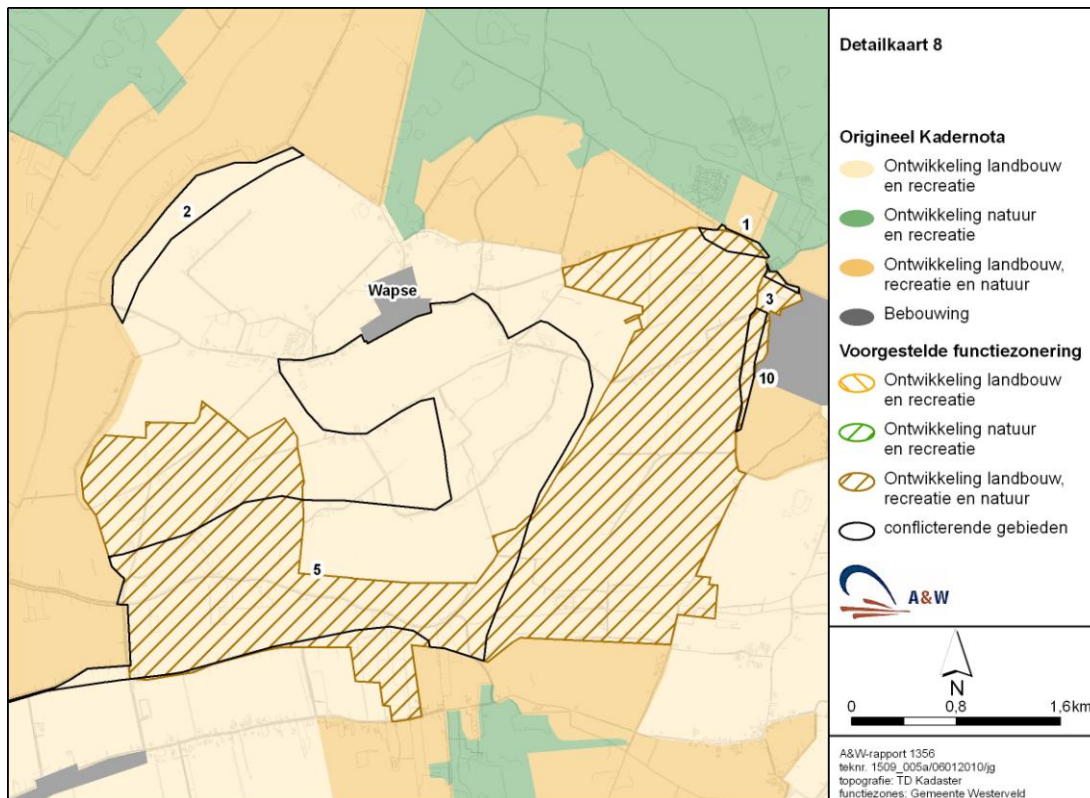 Detailkaart 8
Origineel Kadernota
Ontwikkeling landbouw
en recreatie
Ontwikkeling natuur
en recreatie
Ontwikkeling landbouw,
recreatie en natuur
Bebouwing
Voorgestelde functiezonering
Ontwikkeling landbouw
en recreatie
Ontwikkeling natuur
en recreatie
Ontwikkeling landbouw,
recreatie en natuur
conflicterende gebieden
A&W
N
0 0,8 1,6km
A&W-rapport 1356
teknr. 1509_005a/06012010/jg
topografie: TD Kadaster
functiezones: Gemeente Westerveld
2
1
Wapse
3
10
5